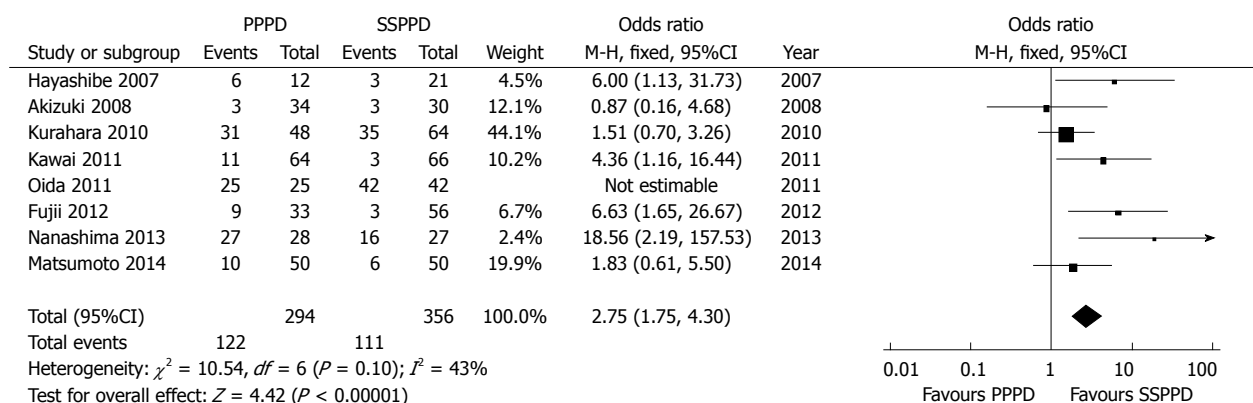 PPPD SSPPD Odds ratio Odds ratio
Study or subgroup Events Total Events Total Weight M-H, fixed, 95%CI Year M-H, fixed, 95%CI
Hayashibe 2007 6 12 3 21 4.5% 6.00 (1.13, 31.73) 2007
Akizuki 2008 3 34 3 30 12.1% 0.87 (0.16, 4.68) 2008
Kurahara 2010 31 48 35 64 44.1% 1.51 (0.70, 3.26) 2010
Kawai 2011 11 64 3 66 10.2% 4.36 (1.16, 16.44) 2011
Oida 2011 25 25 42 42 Not estimable 2011
Fujii 2012 9 33 3 56 6.7% 6.63 (1.65, 26.67) 2012
Nanashima 2013 27 28 16 27 2.4% 18.56 (2.19, 157.53) 2013
Matsumoto 2014 10 50 6 50 19.9% 1.83 (0.61, 5.50) 2014
Total (95%CI) 294 356 100.0% 2.75 (1.75, 4.30)
Total events 122 111
Heterogeneity: χ² = 10.54, df = 6 (P = 0.10); I² = 43%
Test for overall effect: Z = 4.42 (P < 0.00001)
0.01 0.1 1 10 100
Favours PPPD Favours SSPPD